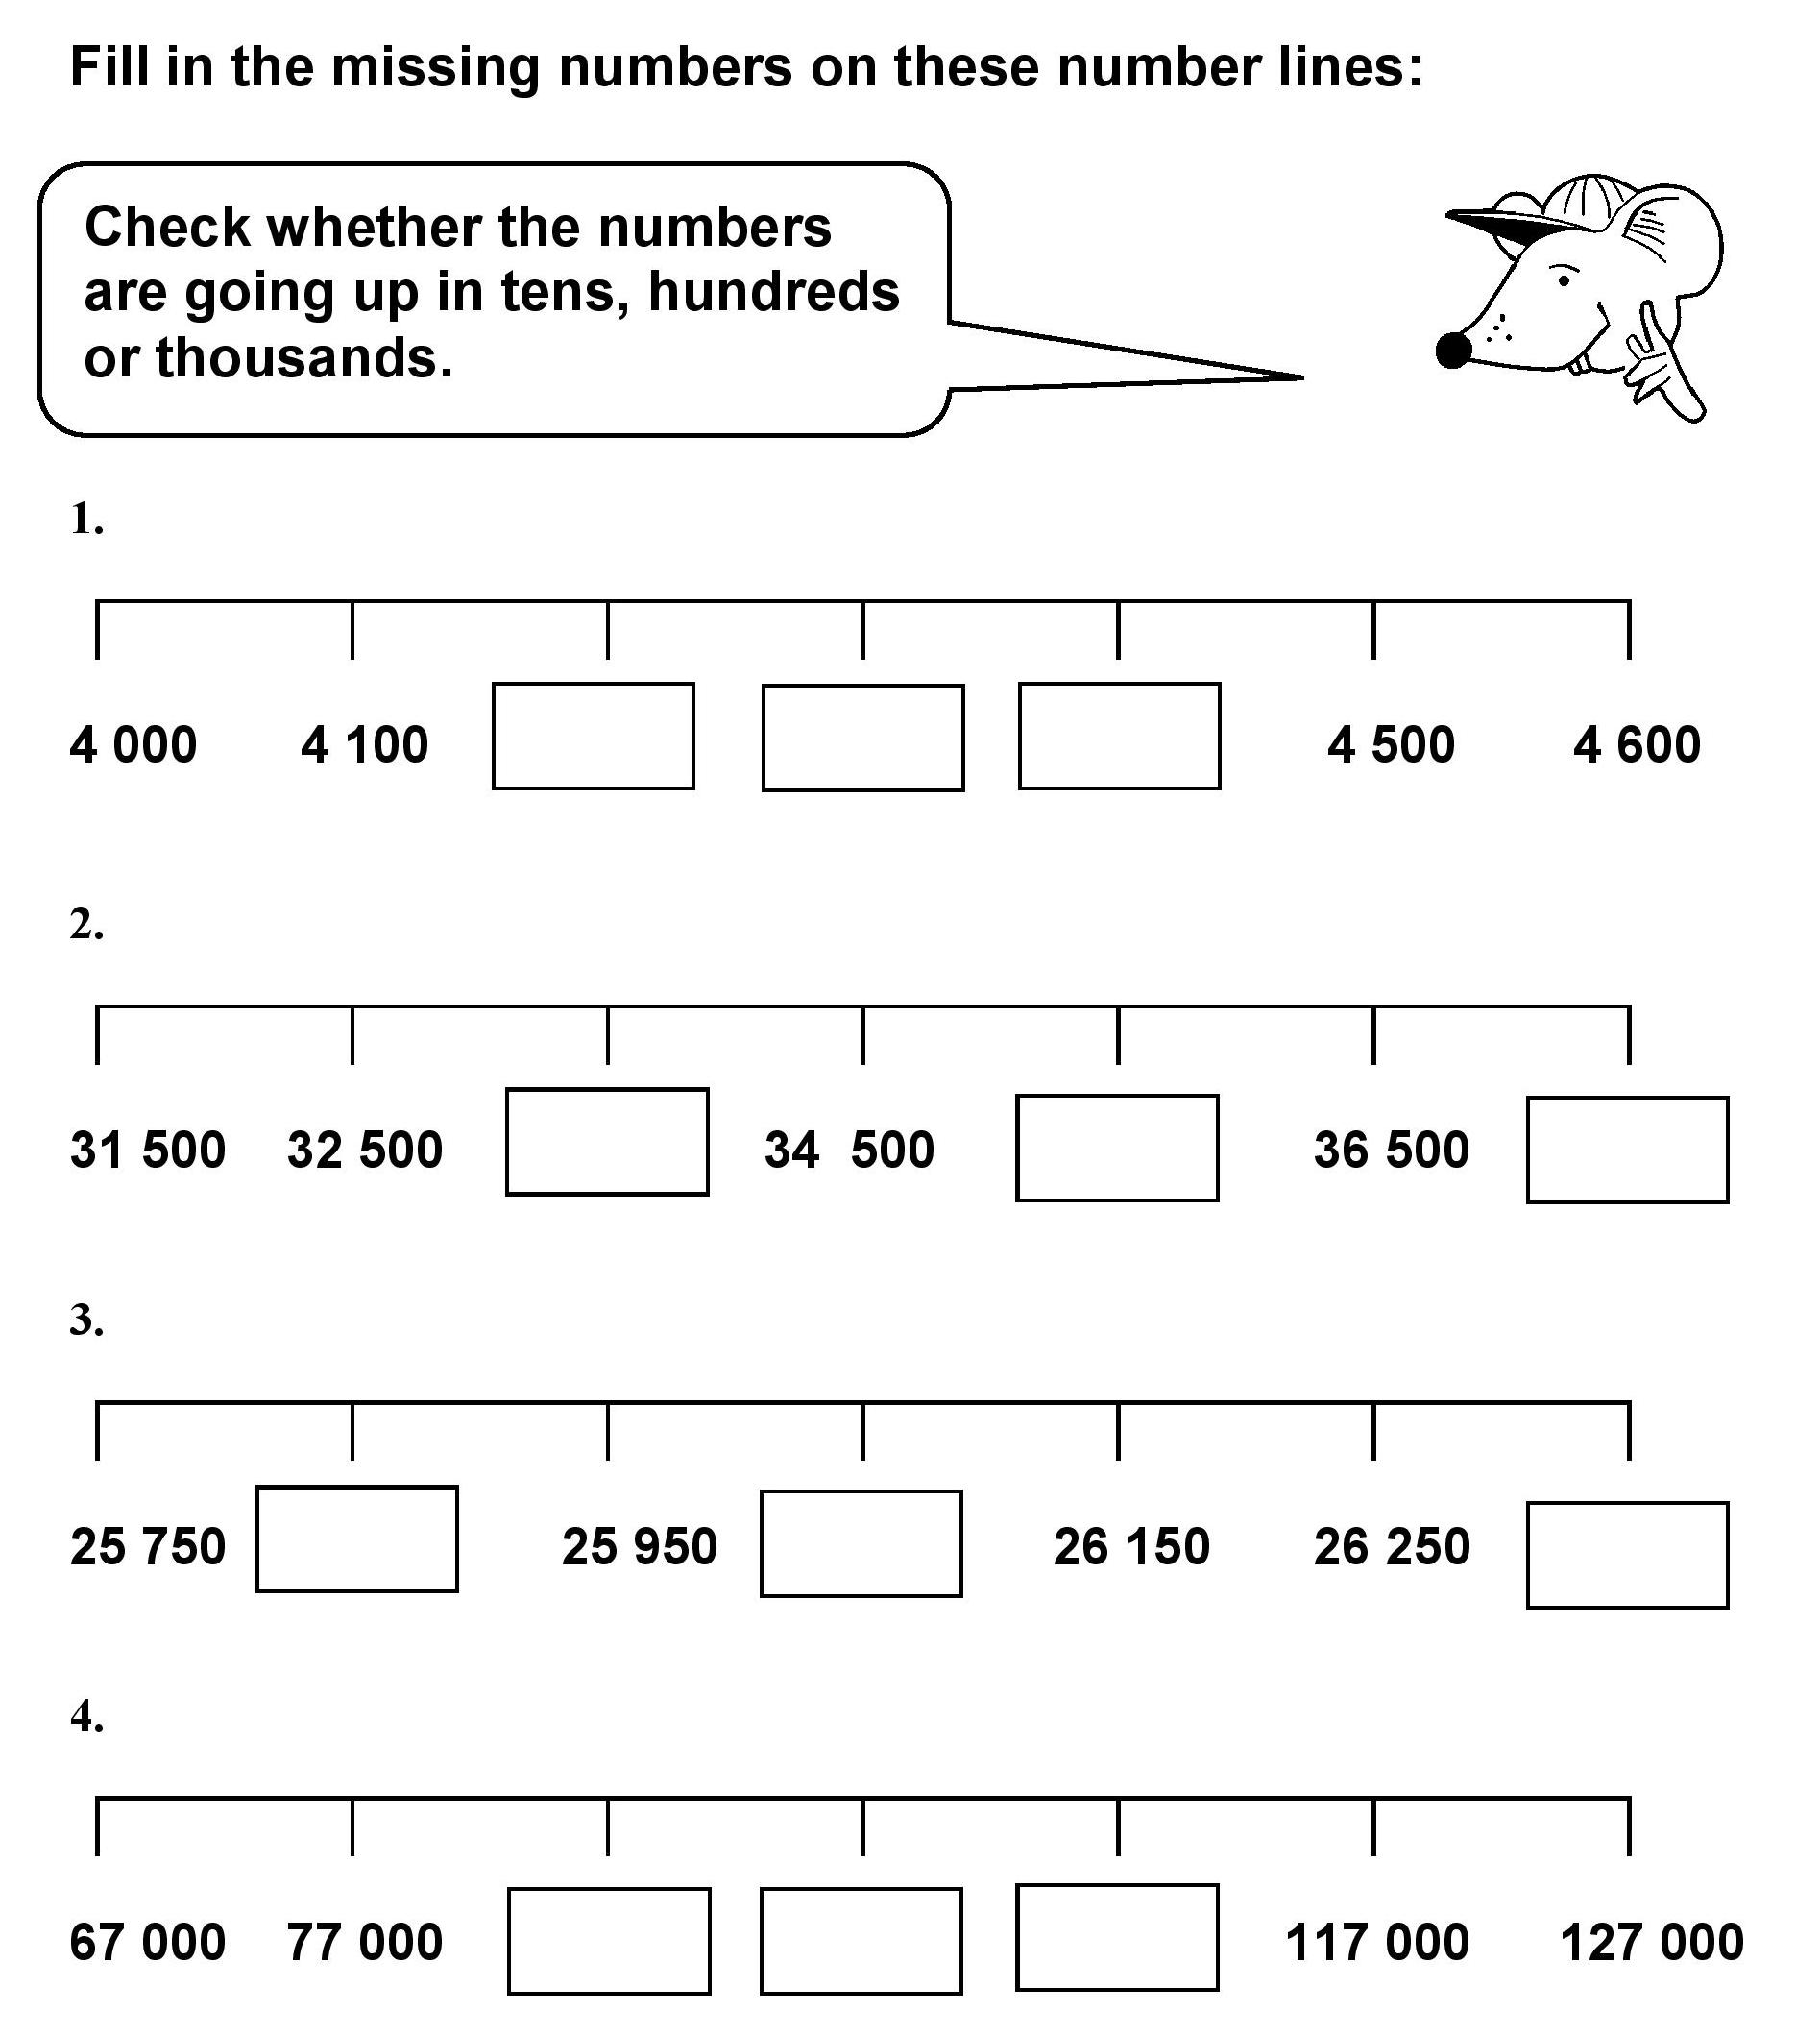 Fill in the missing numbers on these number lines:
Check whether the numbers
are going up in tens, hundreds
or thousands.
1.
4 000 4 100 4 500 4 600
2.
31 500 32 500 34 500 36 500
3.
25 750 25 950 26 150 26 250
4.
67 000 77 000 117 000 127 000